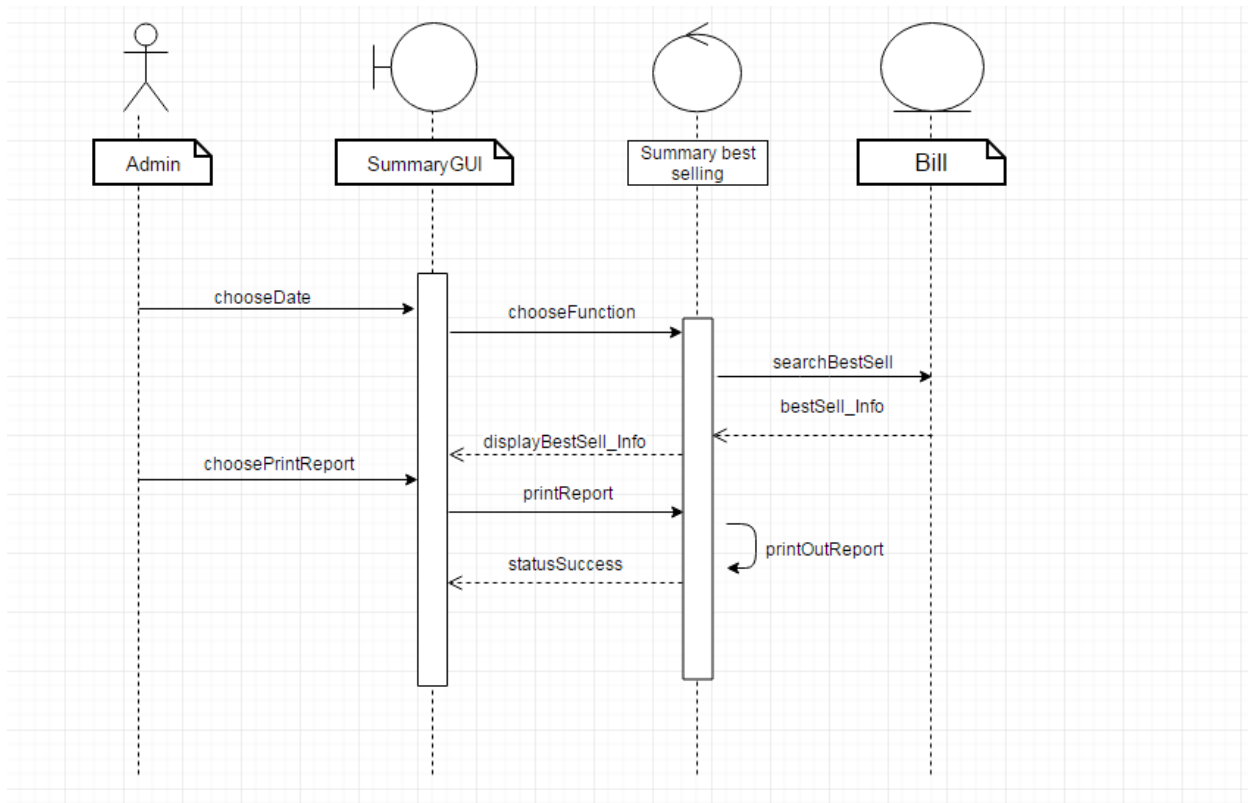 Admin
SummaryGUI
Summary best
selling
Bill
chooseDate
chooseFunction
searchBestSell
bestSell_Info
displayBestSell_Info
choosePrintReport
printReport
printOutReport
statusSuccess